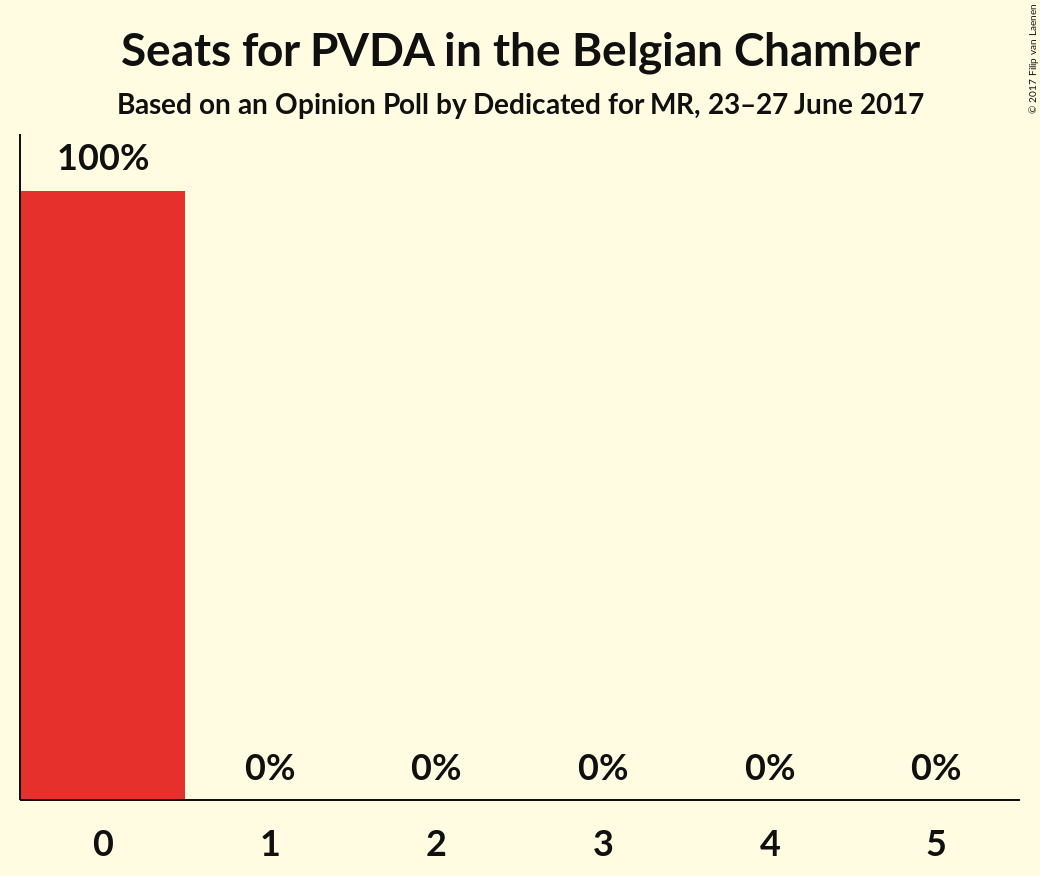 Seats for PVDA in the Belgian Chamber
Based on an Opinion Poll by Dedicated for MR, 23–27 June 2017
© 2017 Filip van Laenen
100%
0% 0% 0% 0% 0%
0 1 2 3 4 5